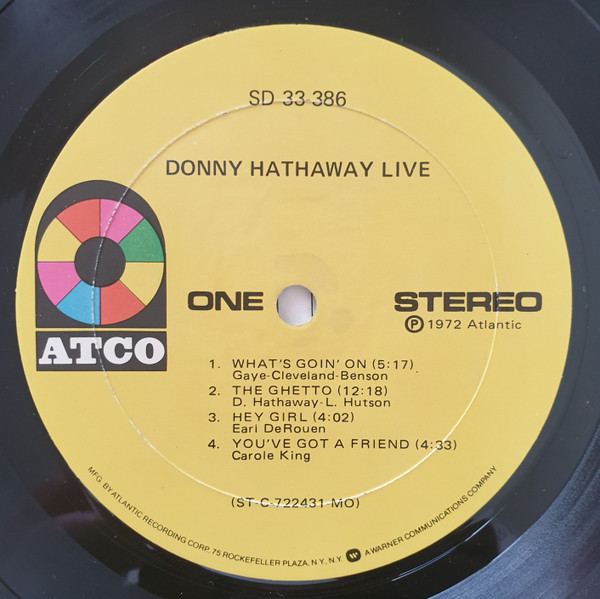 SD 33 386
DONNY HATHAWAY LIVE
ATCO
ONE
STEREO
Ⓟ 1972 Atlantic
1. WHAT'S GOIN' ON (5:17)
Gaye-Cleveland-Benson
2. THE GHETTO (12:18)
D. Hathaway-L. Hutson
3. HEY GIRL (4:02)
Earl DeRouen
4. YOU'VE GOT A FRIEND (4:33)
Carole King
(ST-C-722431-MO)
MFG. BY ATLANTIC RECORDING CORP. 75 ROCKEFELLER PLAZA, N.Y., N.Y. W A WARNER COMMUNICATIONS COMPANY